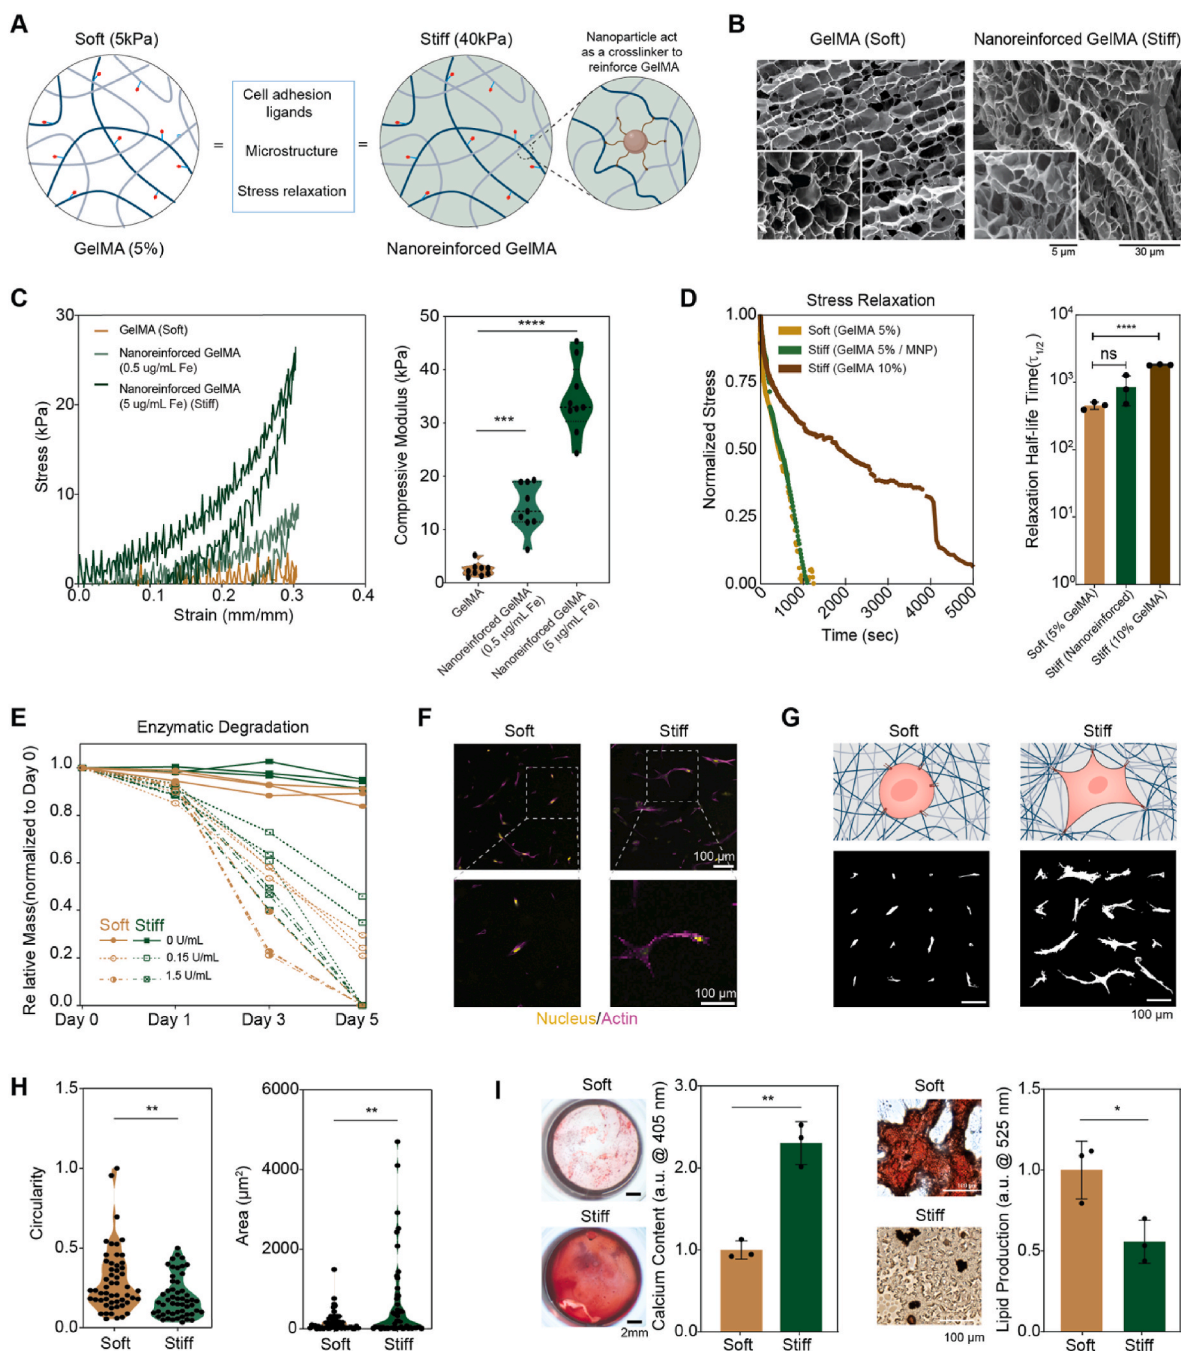 A
Soft (5kPa)
Stiff (40kPa)
Nanoparticle act
as a crosslinker to
reinforce GelMA
=
Cell adhesion
ligands
Microstructure
Stress relaxation
=
GelMA (5%)
Nanoreinforced GelMA
B
GelMA (Soft)
Nanoreinforced GelMA (Stiff)
5 µm
30 µm
C
30
20
10
0
Stress (kPa)
GelMA (Soft)
Nanoreinforced GelMA
(0.5 ug/mL Fe)
Nanoreinforced GelMA
(5 ug/mL Fe) (Stiff)
0.0
0.1
0.2
0.3
0.4
Strain (mm/mm)
50
40
30
20
10
0
Compressive Modulus (kPa)
****
***
GelMA
Nanoreinforced GelMA
(0.5 µg/mL Fe)
Nanoreinforced GelMA
(5 µg/mL Fe)
D
Stress Relaxation
1.00
0.75
0.50
0.25
0.00
Normalized Stress
Soft (GelMA 5%)
Stiff (GelMA 5% / MNP)
Stiff (GelMA 10%)
0
1000
2000
3000
4000
5000
Time (sec)
10⁴
10³
10²
10¹
10⁰
Relaxation Half-life Time(τ1/2)
****
ns
Soft (5% GelMA)
Stiff (Nanoreinforced)
Stiff (10% GelMA)
E
Enzymatic Degradation
1.0
0.8
0.6
0.4
0.2
0.0
Re lative Mass(normalized to Day 0)
Soft Stiff
0 U/mL
0.15 U/mL
1.5 U/mL
Day 0
Day 1
Day 3
Day 5
F
Soft
Stiff
100 µm
100 µm
Nucleus/Actin
G
Soft
Stiff
100 µm
H
1.5
1.0
0.5
0.0
Circularity
**
Soft
Stiff
6000
4000
2000
0
Area (µm²)
**
Soft
Stiff
I
Soft
Stiff
2mm
3.0
2.0
1.0
0.0
Calcium Content (a.u. @ 405 nm)
**
Soft
Stiff
Soft
Stiff
100 µm
1.5
1.0
0.5
0.0
Lipid Production (a.u. @ 525 nm)
*
Soft
Stiff